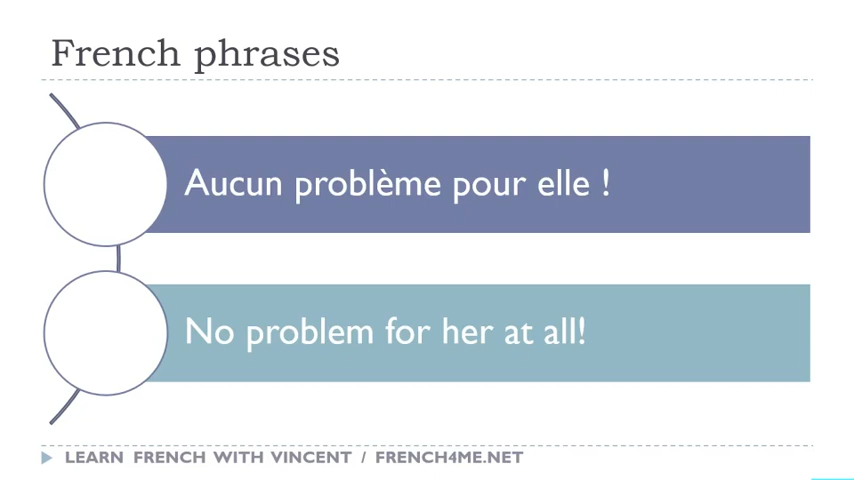 French phrases
Aucun problème pour elle !
No problem for her at all!
LEARN FRENCH WITH VINCENT / FRENCH4ME.NET